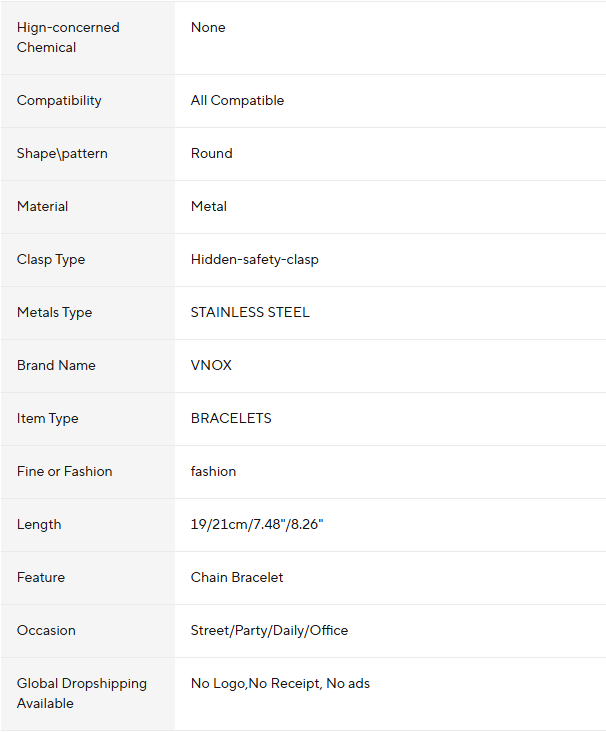 Hign-concerned
Chemical
None
Compatibility
All Compatible
Shape\pattern
Round
Material
Metal
Clasp Type
Hidden-safety-clasp
Metals Type
STAINLESS STEEL
Brand Name
VNOX
Item Type
BRACELETS
Fine or Fashion
fashion
Length
19/21cm/7.48"/8.26"
Feature
Chain Bracelet
Occasion
Street/Party/Daily/Office
Global Dropshipping
Available
No Logo,No Receipt, No ads